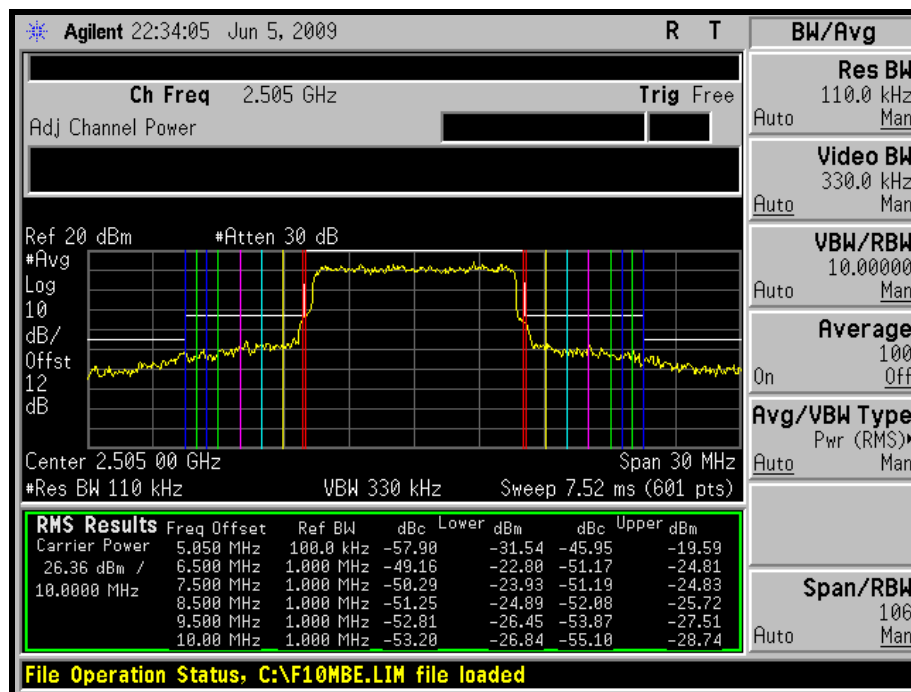 Agilent 22:34:05 Jun 5, 2009 R T
Ch Freq 2.505 GHz Trig Free
Adj Channel Power
Ref 20 dBm #Atten 30 dB
#Avg
Log
10
dB/
Offst
12
dB
Center 2.505 00 GHz Span 30 MHz
#Res BW 110 kHz VBW 330 kHz Sweep 7.52 ms (601 pts)
RMS Results Freq Offset Ref BW dBc Lower dBm dBc Upper dBm
Carrier Power 5.050 MHz 100.0 kHz -57.90 -31.54 -45.95 -19.59
26.36 dBm / 6.500 MHz 1.000 MHz -49.16 -22.80 -51.17 -24.81
10.0000 MHz 7.500 MHz 1.000 MHz -50.29 -23.93 -51.19 -24.83
8.500 MHz 1.000 MHz -51.25 -24.89 -52.08 -25.72
9.500 MHz 1.000 MHz -52.81 -26.45 -53.87 -27.51
10.00 MHz 1.000 MHz -53.20 -26.84 -55.10 -28.74
File Operation Status, C:\F10MBE.LIM file loaded
BW/Avg
Res BW
110.0 kHz
Auto Man
Video BW
330.0 kHz
Auto Man
VBW/RBW
10.00000
Auto Man
Average
100
On Off
Avg/VBW Type
Pwr (RMS)
Auto Man
Span/RBW
106
Auto Man